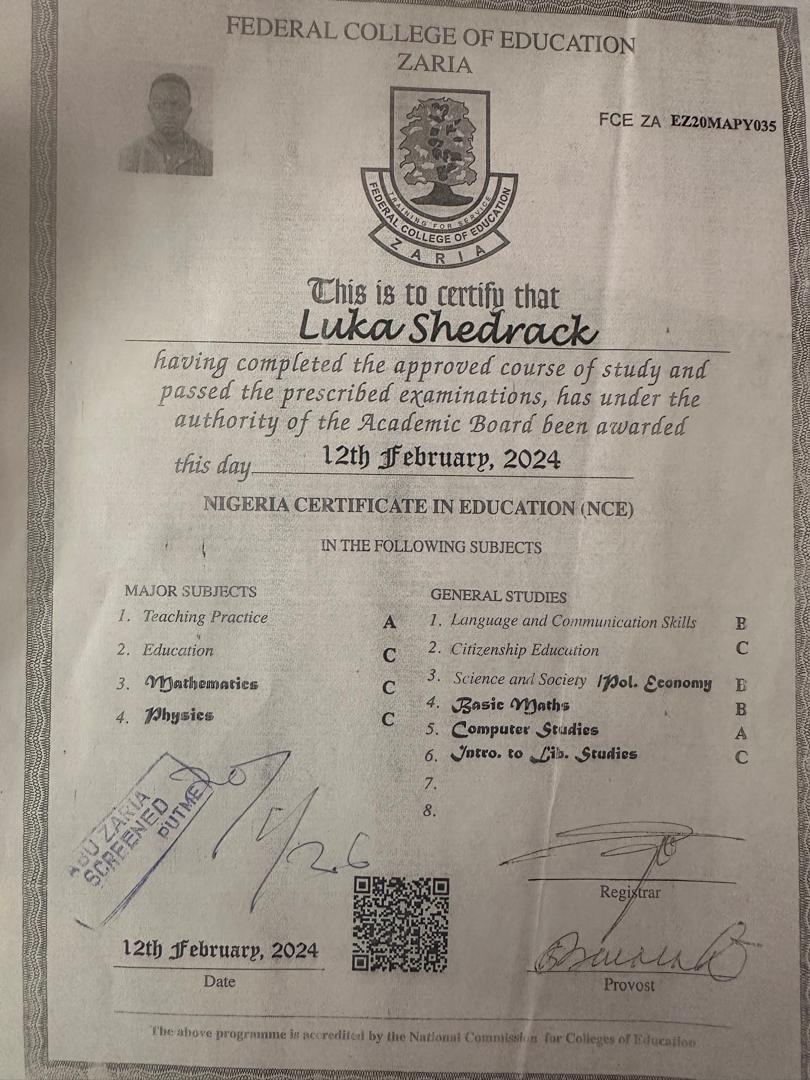 FEDERAL COLLEGE OF EDUCATION
ZARIA
FCE ZA EZ20MAPY035
TRAINING FOR SERVICE
FEDERAL COLLEGE OF EDUCATION
ZARIA
This is to certify that
Luka Shedrack
having completed the approved course of study and
passed the prescribed examinations, has under the
authority of the Academic Board been awarded
this day 12th February, 2024
NIGERIA CERTIFICATE IN EDUCATION (NCE)
IN THE FOLLOWING SUBJECTS
MAJOR SUBJECTS
1. Teaching Practice A
2. Education C
3. Mathematics C
4. Physics C
GENERAL STUDIES
1. Language and Communication Skills B
2. Citizenship Education C
3. Science and Society /Pol. Economy
4. Basic Maths B
5. Computer Studies A
6. Intro. to Lib. Studies C
7.
8.
ABU ZARIA
SCREENED
PUTME
Registrar
12th February, 2024
Date
Provost
The above programme is accredited by the National Commission for Colleges of Education